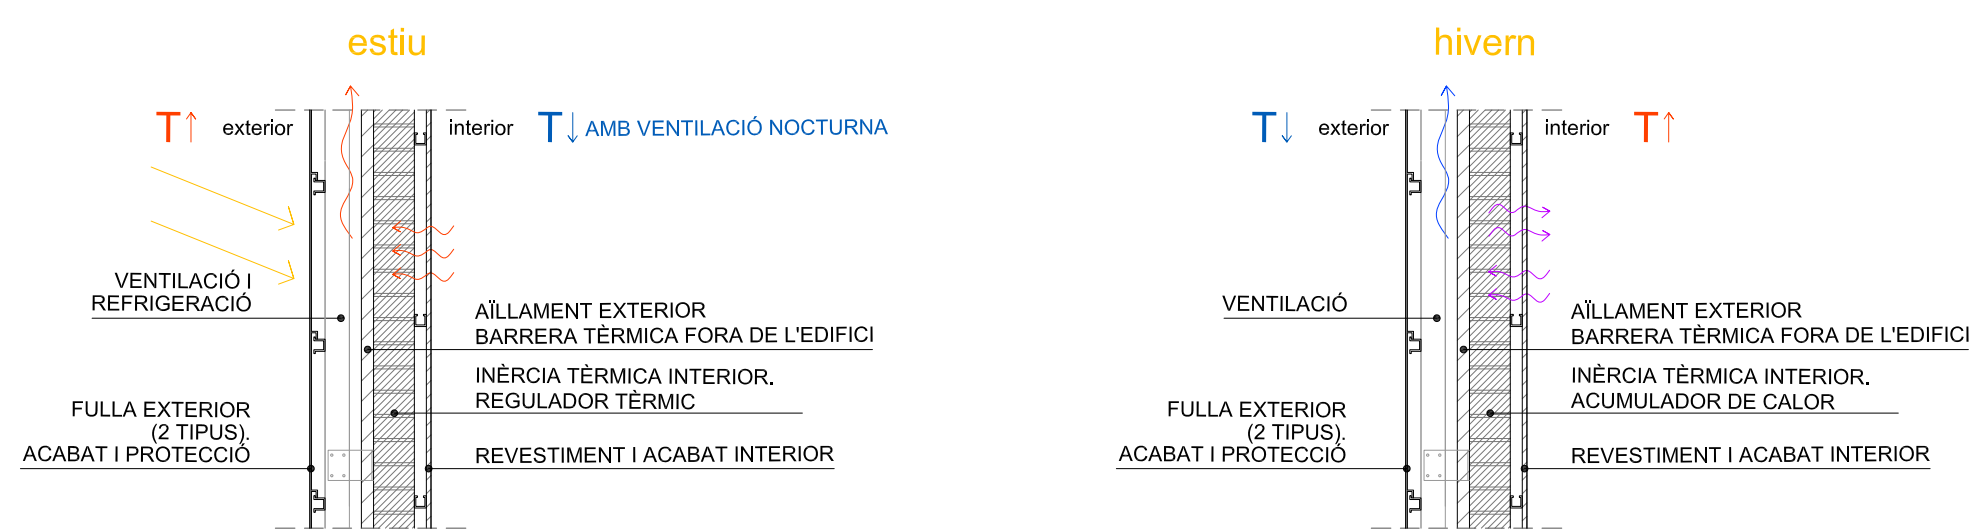 estiu
T↑ exterior
interior T↓ AMB VENTILACIÓ NOCTURNA
VENTILACIÓ I
REFRIGERACIÓ
AÏLLAMENT EXTERIOR
BARRERA TÈRMICA FORA DE L'EDIFICI
INÈRCIA TÈRMICA INTERIOR.
REGULADOR TÈRMIC
FULLA EXTERIOR
(2 TIPUS).
ACABAT I PROTECCIÓ
REVESTIMENT I ACABAT INTERIOR
hivern
T↓ exterior
interior T↑
VENTILACIÓ
AÏLLAMENT EXTERIOR
BARRERA TÈRMICA FORA DE L'EDIFICI
INÈRCIA TÈRMICA INTERIOR.
ACUMULADOR DE CALOR
FULLA EXTERIOR
(2 TIPUS).
ACABAT I PROTECCIÓ
REVESTIMENT I ACABAT INTERIOR